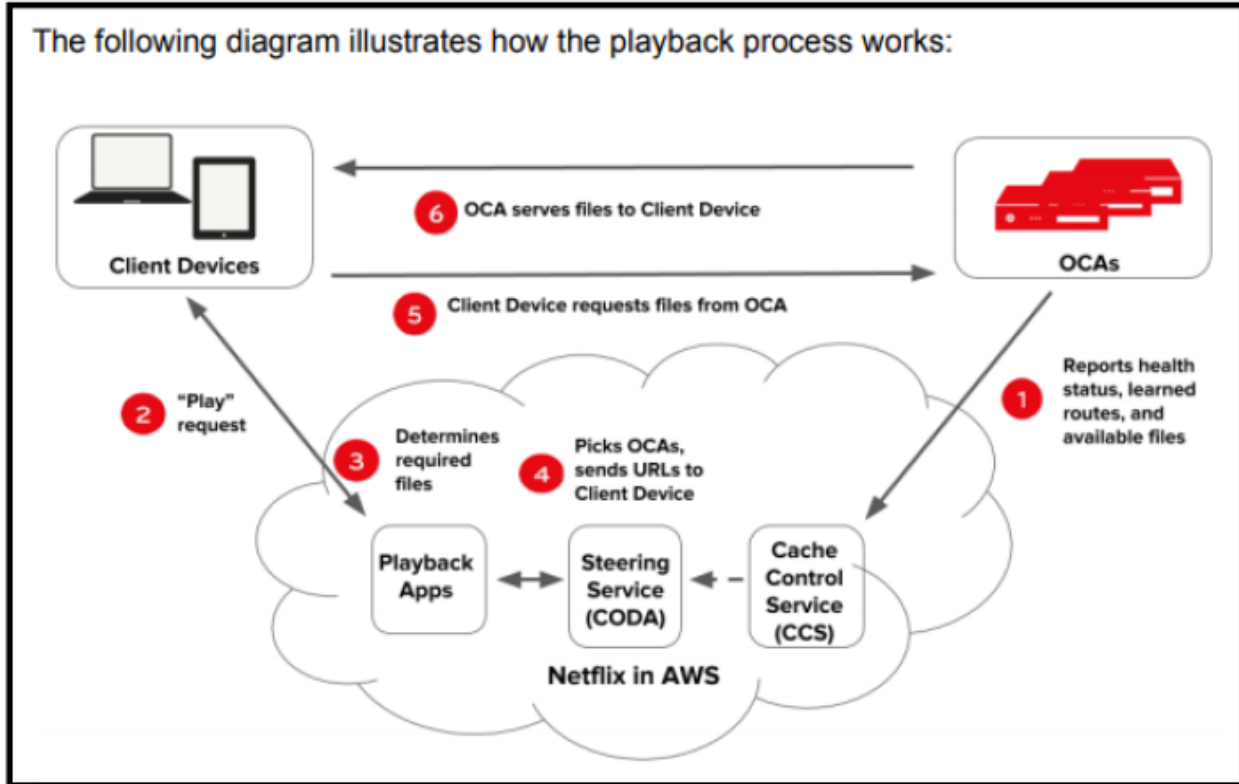 The following diagram illustrates how the playback process works:
Client Devices
OCAs
6 OCA serves files to Client Device
5 Client Device requests files from OCA
1 Reports health
status, learned
routes, and
available files
2 "Play"
request
3 Determines
required
files
4 Picks OCAs,
sends URLs to
Client Device
Playback
Apps
Steering
Service
(CODA)
Cache
Control
Service
(CCS)
Netflix in AWS